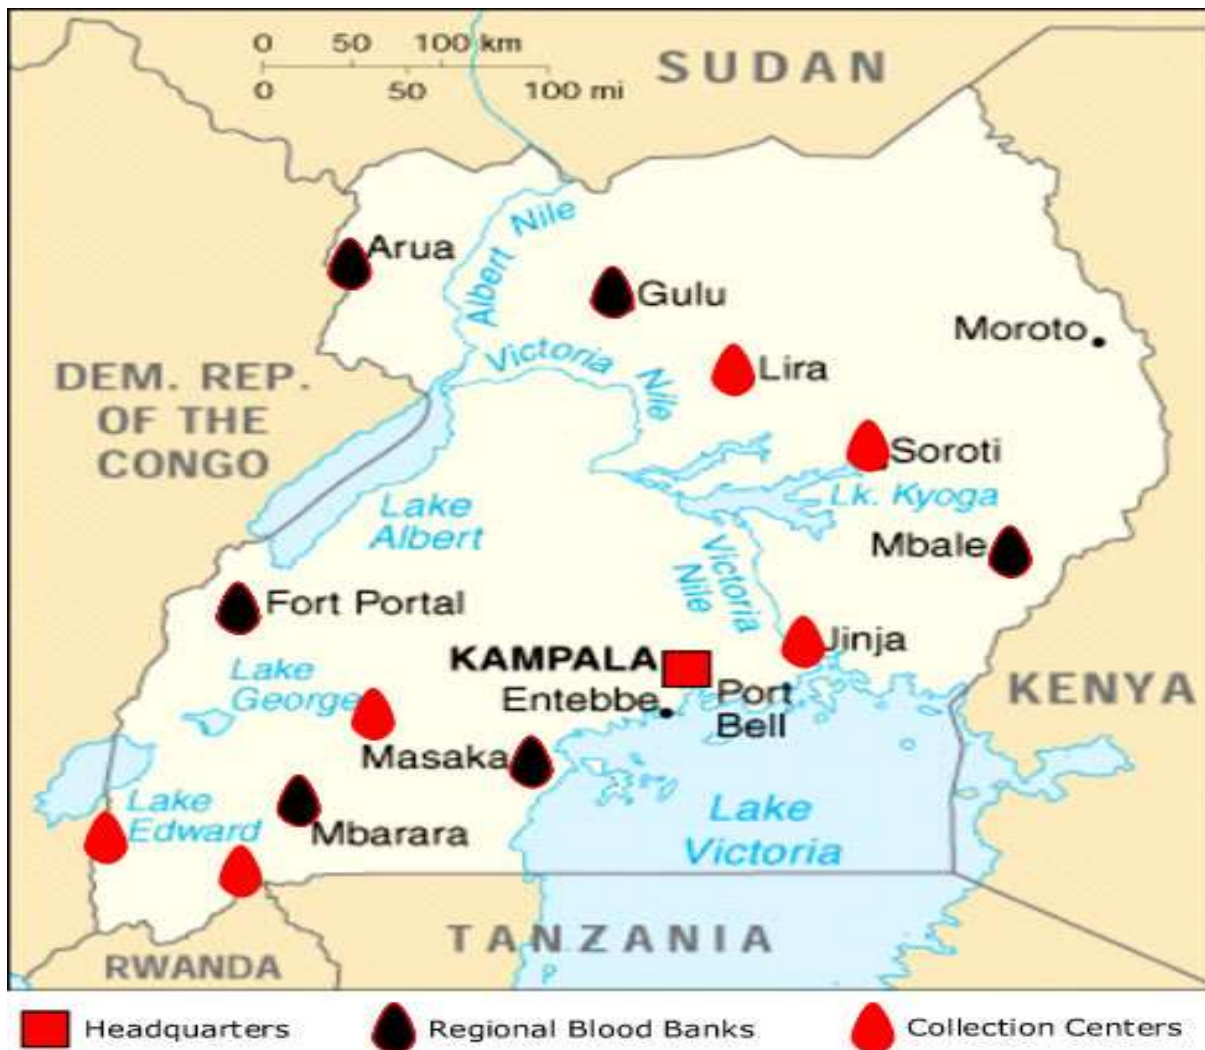 0 50 100 km
0 50 100 mi
SUDAN
Albert Nile
Arua
Gulu
Moroto
Victoria Nile
Lira
DEM. REP.
OF THE
CONGO
Soroti
Lk. Kyoga
Lake
Albert
Mbale
Victoria
Nile
Fort Portal
Jinja
KAMPALA
Lake
George
Entebbe
Port
Bell
KENYA
Masaka
Lake
Edward
Mbarara
Lake
Victoria
TANZANIA
RWANDA
Headquarters
Regional Blood Banks
Collection Centers